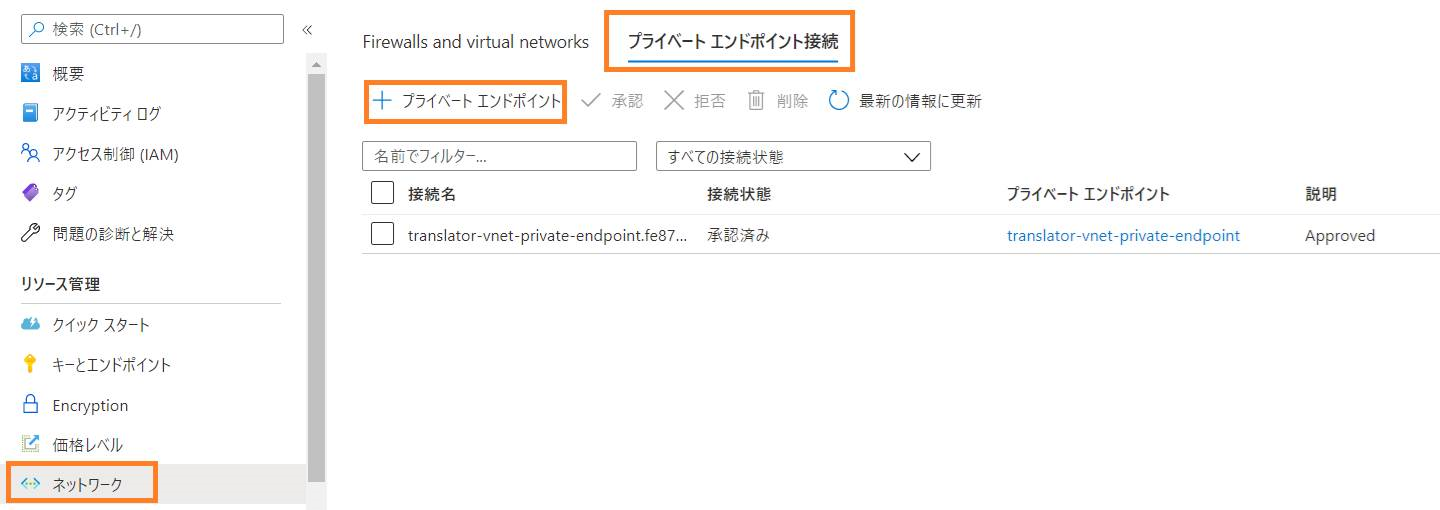 検索 (Ctrl+/)
«
概要
アクティビティ ログ
アクセス制御 (IAM)
タグ
問題の診断と解決
リソース管理
クイック スタート
キーとエンドポイント
Encryption
価格レベル
ネットワーク
Firewalls and virtual networks プライベート エンドポイント接続
プライベート エンドポイント 承認 拒否 削除 最新の情報に更新
名前でフィルター... すべての接続状態
接続名 接続状態 プライベート エンドポイント 説明
translator-vnet-private-endpoint.fe87... 承認済み translator-vnet-private-endpoint Approved